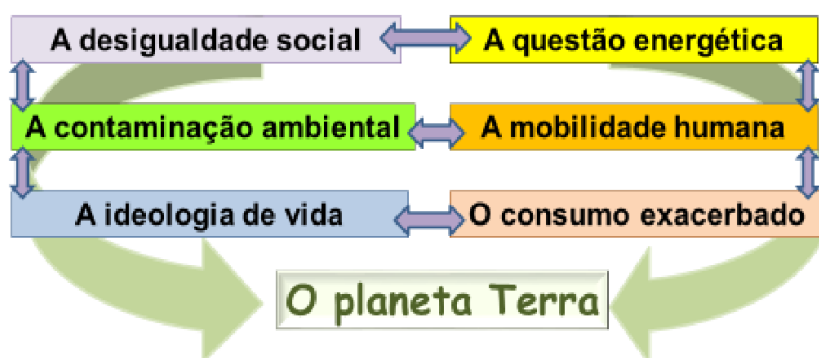 A desigualdade social
A questão energética
A contaminação ambiental
A mobilidade humana
A ideologia de vida
O consumo exacerbado
O planeta Terra